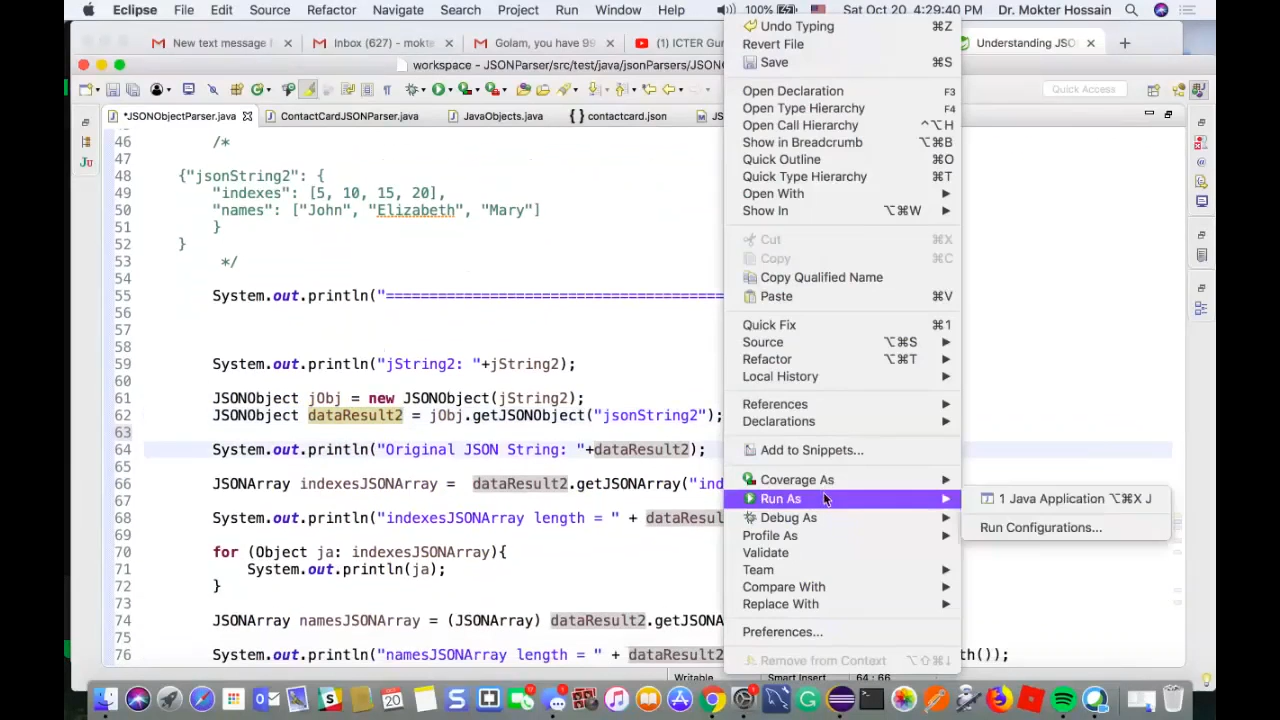 Eclipse File Edit Source Refactor Navigate Search Project Run Window Help 100% Sat Oct 20 4:29:40 PM Dr. Mokter Hossain
New text message Inbox (627) - mokte Golam, you have 99 (1) ICTER Gur Understanding JSO
workspace - JSONParser/src/test/java/jsonParsers/JSONO
Quick Access
*JSONObjectParser.java ContactCardJSONParser.java JavaObjects.java { } contactcard.json JS
46 /*
47
48 {"jsonString2": {
49 "indexes": [5, 10, 15, 20],
50 "names": ["John", "Elizabeth", "Mary"]
51 }
52 }
53 */
54
55 System.out.println("=======================================
56
57
58
59 System.out.println("jString2: "+jString2);
60
61 JSONObject jObj = new JSONObject(jString2);
62 JSONObject dataResult2 = jObj.getJSONObject("jsonString2");
63
64 System.out.println("Original JSON String: "+dataResult2);
65
66 JSONArray indexesJSONArray = dataResult2.getJSONArray("ind
67
68 System.out.println("indexesJSONArray length = " + dataResul
69
70 for (Object ja: indexesJSONArray){
71 System.out.println(ja);
72 }
73
74 JSONArray namesJSONArray = (JSONArray) dataResult2.getJSONA
75
76 System.out.println("namesJSONArray length = " + dataResult2 th());
Writable Smart Insert 64 : 66
Undo Typing ⌘Z
Revert File
Save ⌘S
Open Declaration F3
Open Type Hierarchy F4
Open Call Hierarchy ^⌥H
Show in Breadcrumb ⌥⌘B
Quick Outline ⌘O
Quick Type Hierarchy ⌘T
Open With
Show In ⌥⌘W
Cut ⌘X
Copy ⌘C
Copy Qualified Name
Paste ⌘V
Quick Fix ⌘1
Source ⌥⌘S
Refactor ⌥⌘T
Local History
References
Declarations
Add to Snippets...
Coverage As
Run As
Debug As
Profile As
Validate
Team
Compare With
Replace With
Preferences...
Remove from Context ⌥⇧⌘↓
1 Java Application ⌥⌘X J
Run Configurations...